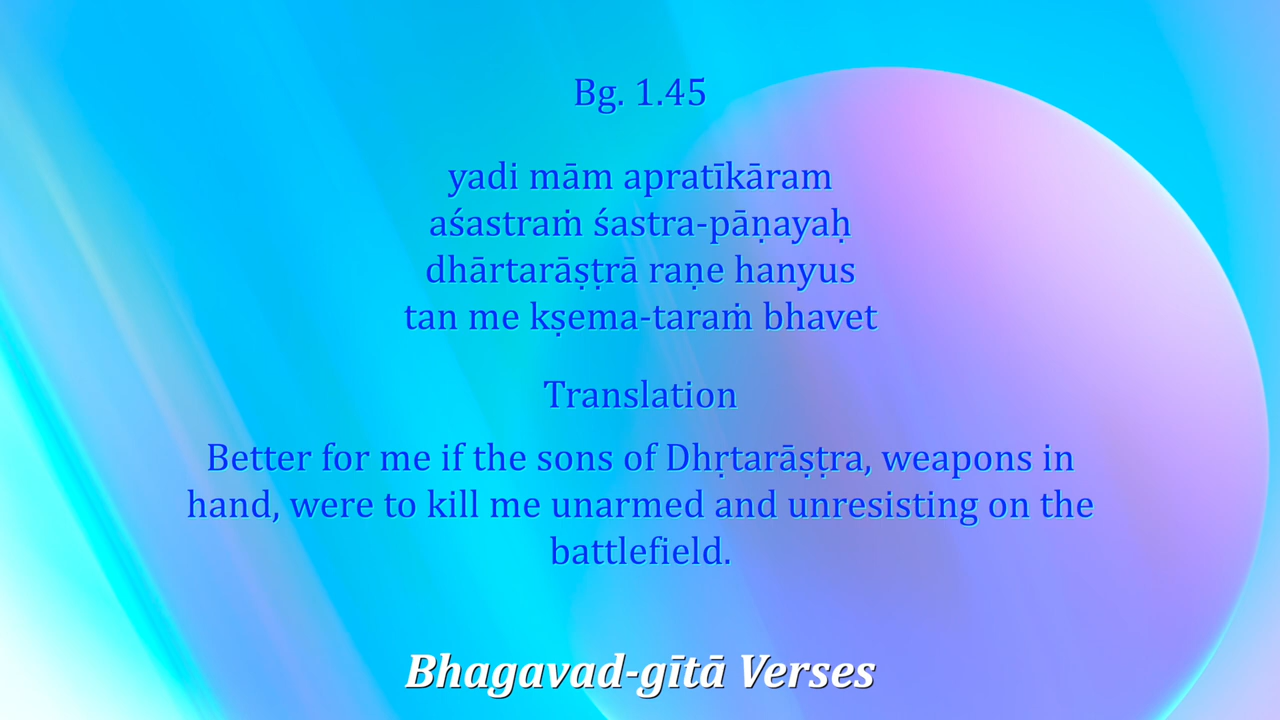 Bg. 1.45
yadi mām apratīkāram
aśastraṁ śastra-pāṇayaḥ
dhārtarāṣṭrā raṇe hanyus
tan me kṣema-taraṁ bhavet
Translation
Better for me if the sons of Dhṛtarāṣṭra, weapons in
hand, were to kill me unarmed and unresisting on the
battlefield.
Bhagavad-gītā Verses